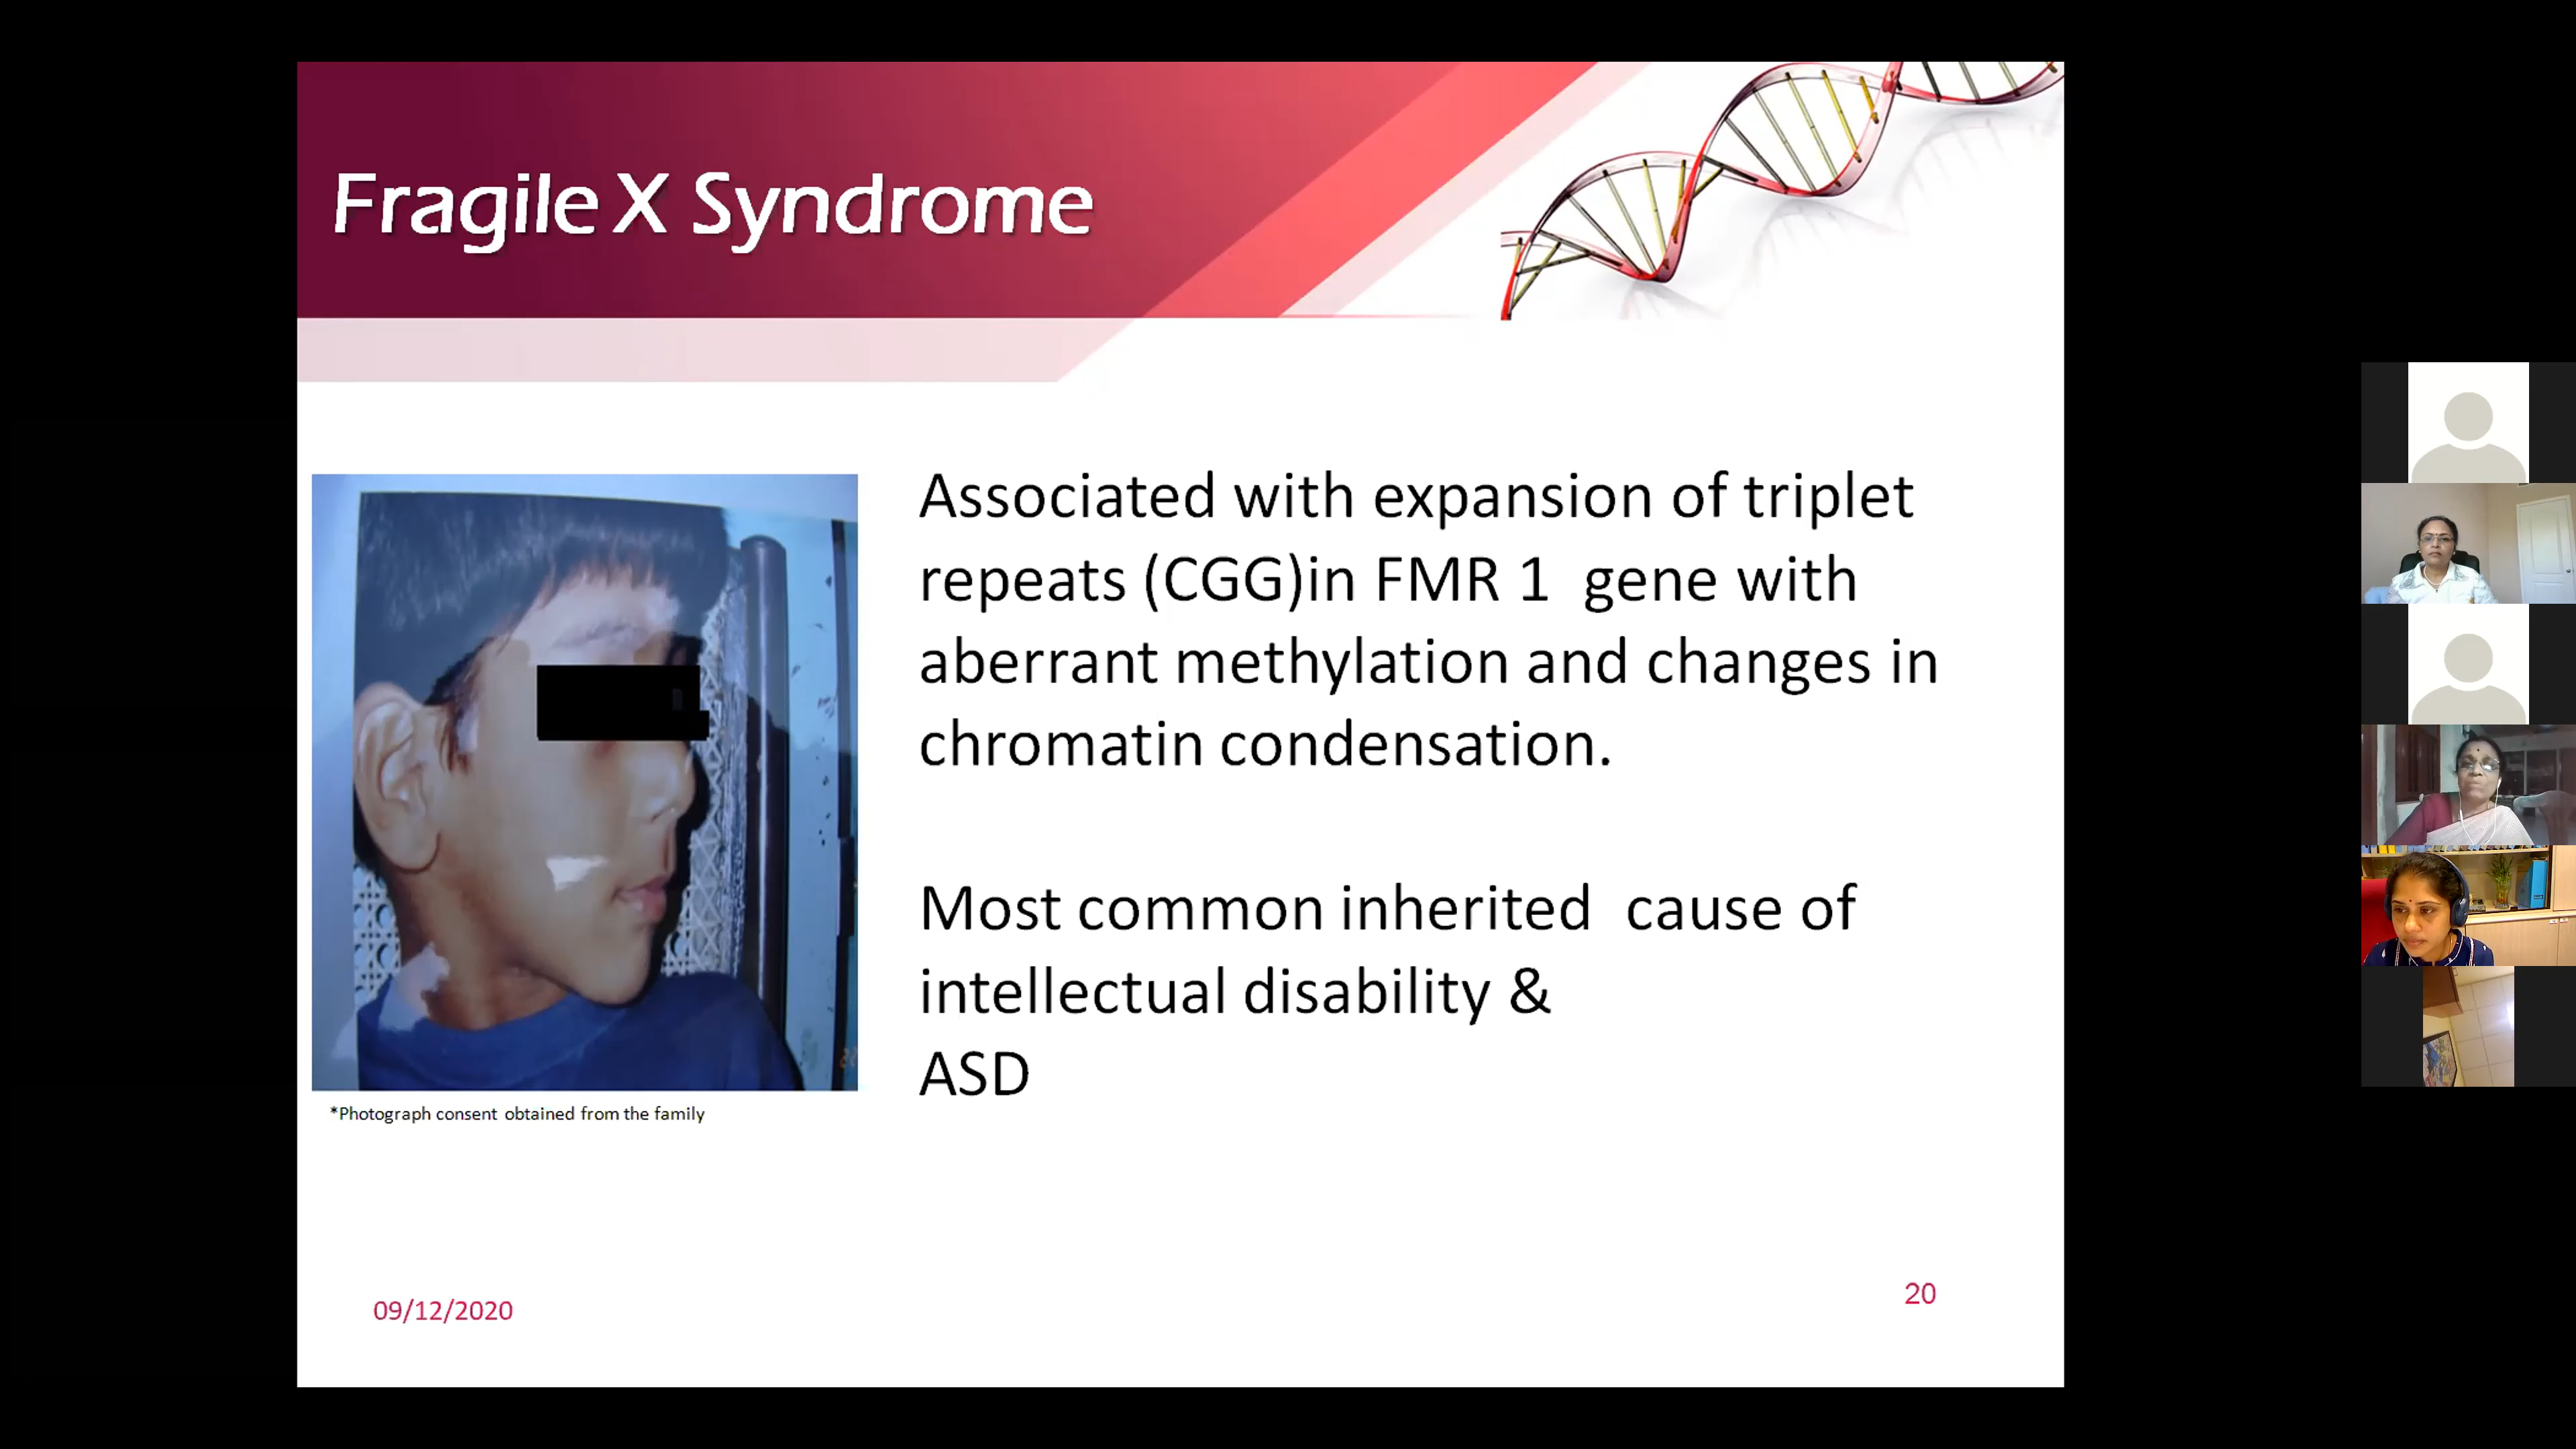 Fragile X Syndrome
Associated with expansion of triplet
repeats (CGG)in FMR 1  gene with
aberrant methylation and changes in
chromatin condensation.
Most common inherited  cause of
intellectual disability &
ASD
*Photograph consent obtained from the family
09/12/2020
20